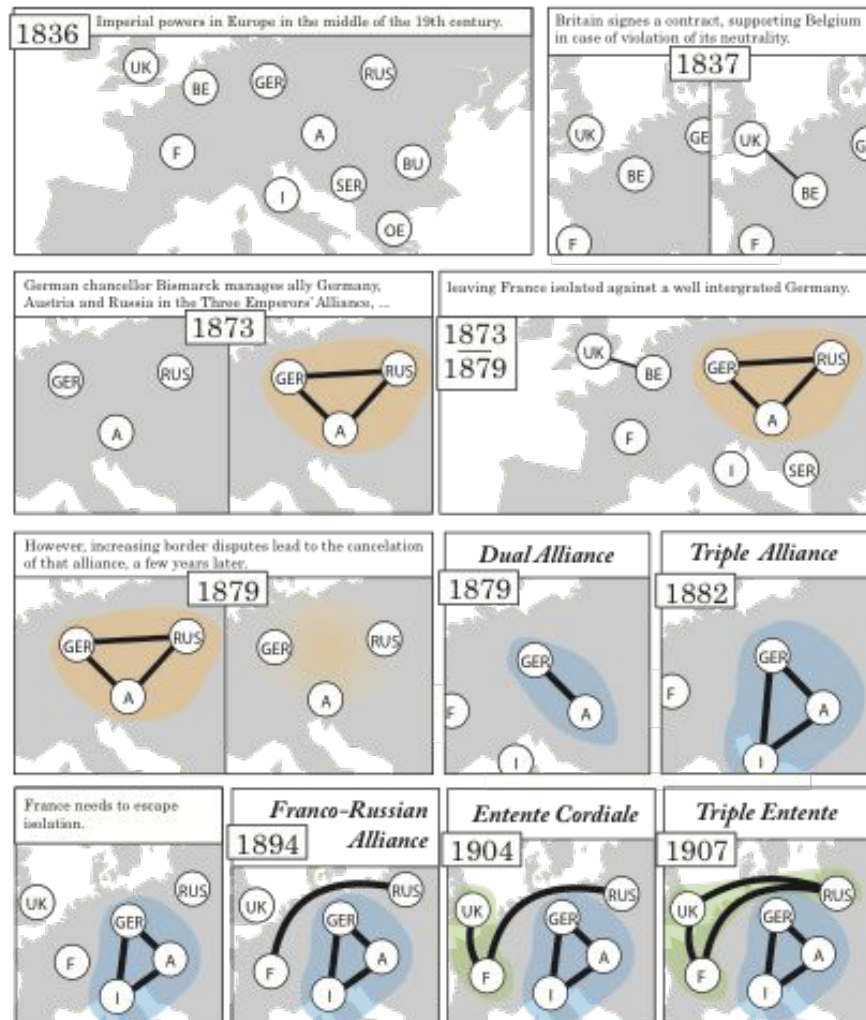 1836
Imperial powers in Europe in the middle of the 19th century.
UK
BE
GER
RUS
F
A
BU
SER
I
OE
Britain signes a contract, supporting Belgium
in case of violation of its neutrality.
1837
UK
GE
BE
F
UK
G
BE
F
German chancellor Bismarck manages ally Germany,
Austria and Russia in the Three Emperors' Alliance, ...
1873
GER
RUS
A
GER
RUS
A
leaving France isolated against a well intergrated Germany.
1873
1879
UK
BE
GER
RUS
A
F
I
SER
However, increasing border disputes lead to the cancelation
of that alliance, a few years later.
1879
GER
RUS
A
GER
RUS
A
Dual Alliance
1879
GER
A
F
I
Triple Alliance
1882
GER
F
A
I
France needs to escape
isolation.
UK
RUS
GER
F
A
I
Franco-Russian
Alliance
1894
UK
RUS
GER
F
A
I
Entente Cordiale
1904
UK
RUS
GER
F
A
I
Triple Entente
1907
UK
RUS
GER
F
A
I